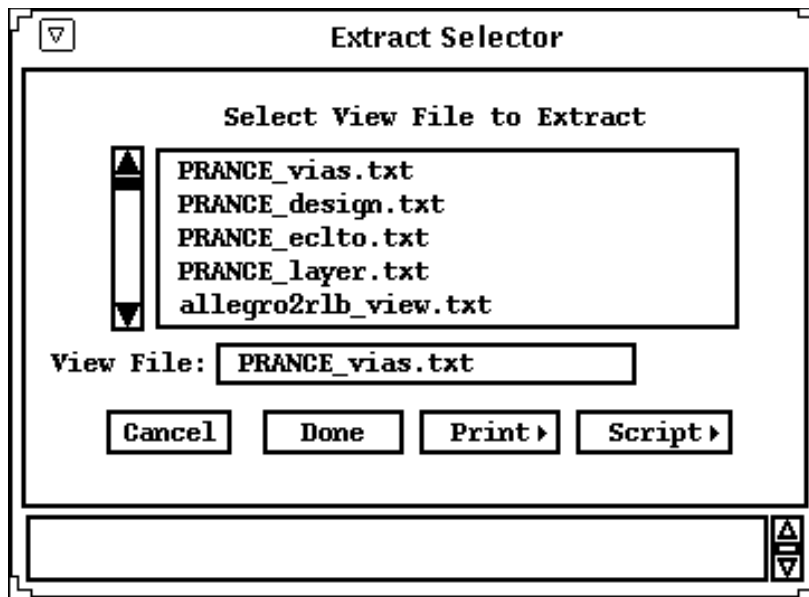 Extract Selector
Select View File to Extract
PRANCE_vias.txt
PRANCE_design.txt
PRANCE_eclto.txt
PRANCE_layer.txt
allegro2rlb_view.txt
View File: PRANCE_vias.txt
Cancel Done Print Script